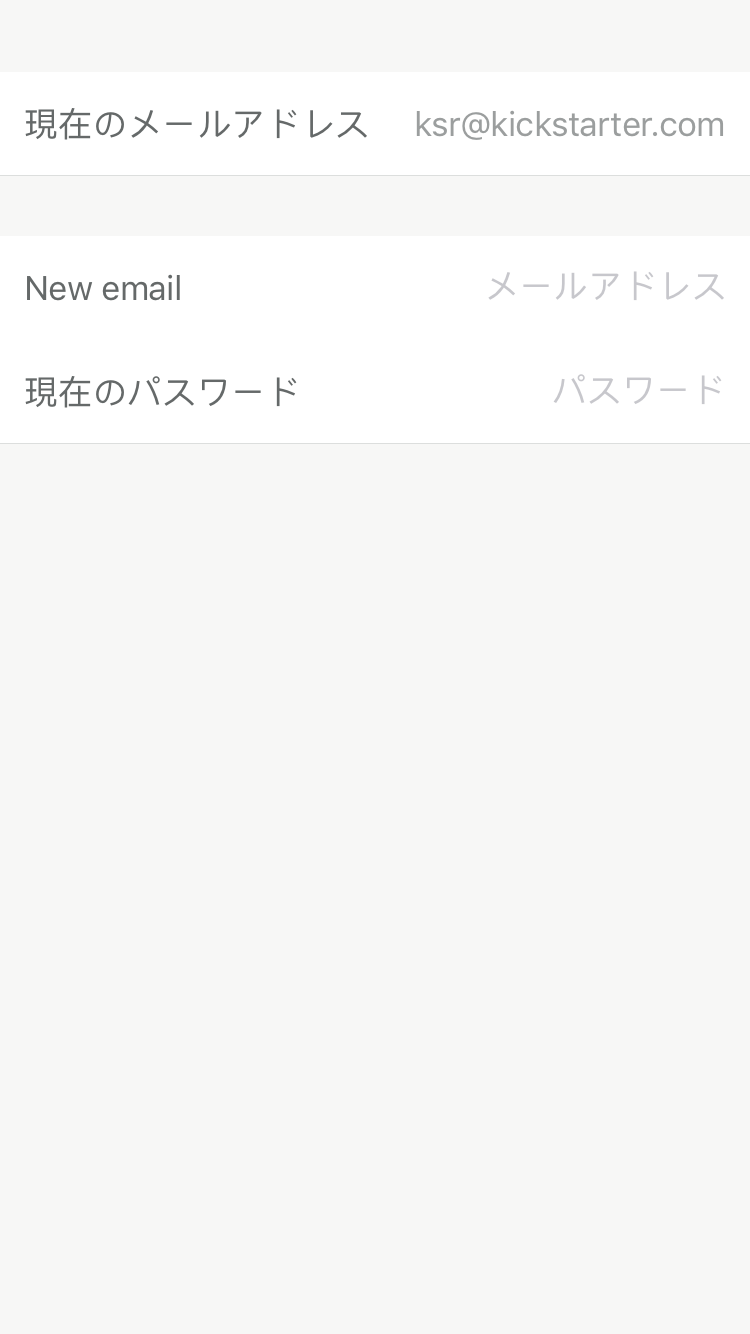 現在のメールアドレス ksr@kickstarter.com
New email メールアドレス
現在のパスワード パスワード